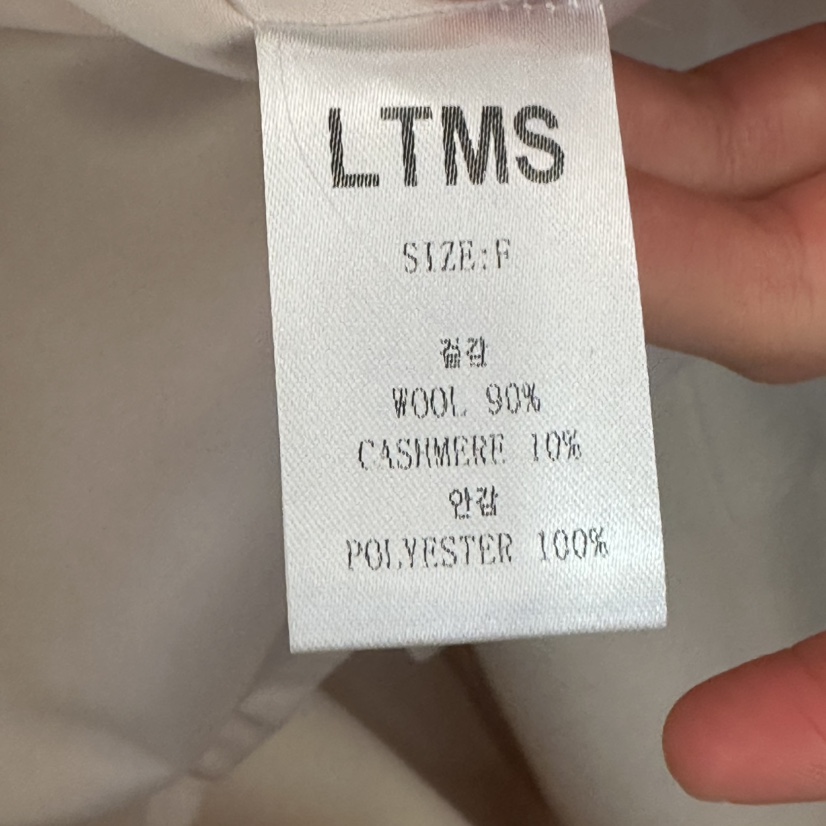 LTMS
SIZE:F
겉감
WOOL 90%
CASHMERE 10%
안감
POLYESTER 100%